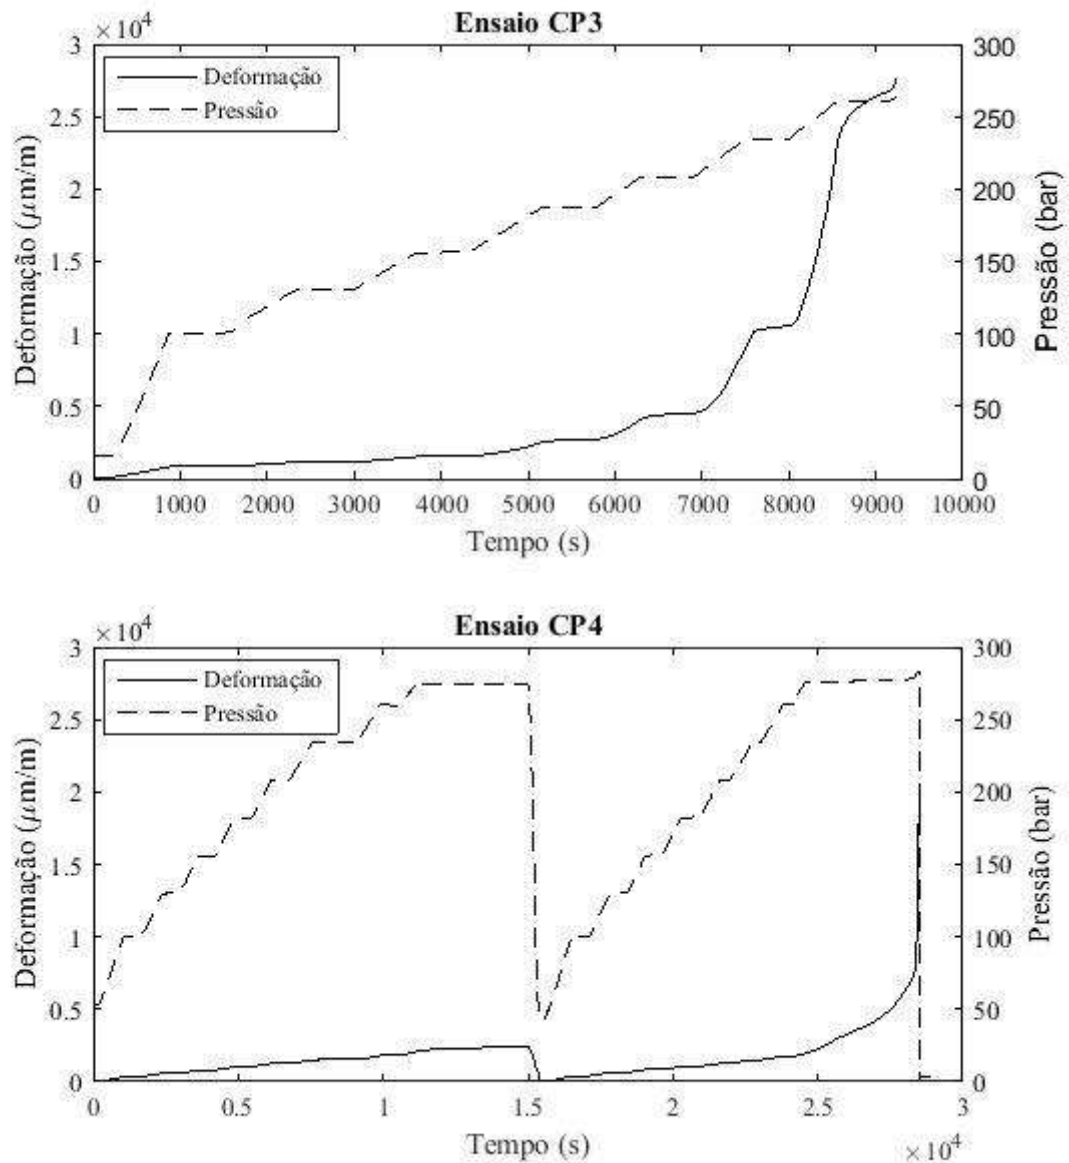 Ensaio CP3
×10⁴
3
2.5
2
1.5
1
0.5
0
Deformação (μm/m)
Deformação
Pressão
300
250
200
150
100
50
0
Pressão (bar)
0 1000 2000 3000 4000 5000 6000 7000 8000 9000 10000
Tempo (s)
Ensaio CP4
×10⁴
3
2.5
2
1.5
1
0.5
0
Deformação (μm/m)
Deformação
Pressão
300
250
200
150
100
50
0
Pressão (bar)
0 0.5 1 1.5 2 2.5 3
Tempo (s)
×10⁴